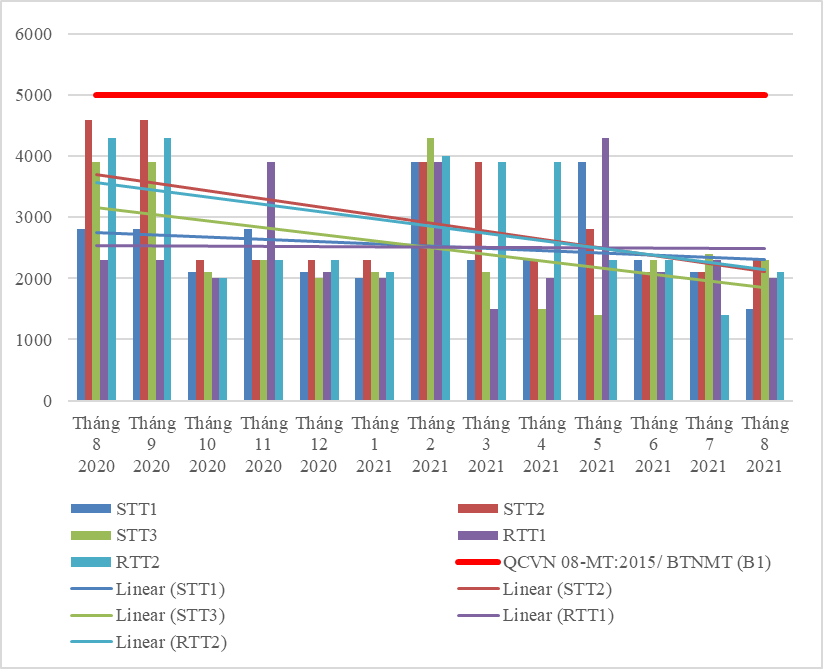 6000
5000
4000
3000
2000
1000
0
Tháng Tháng Tháng Tháng Tháng Tháng Tháng Tháng Tháng Tháng Tháng Tháng Tháng
8 9 10 11 12 1 2 3 4 5 6 7 8
2020 2020 2020 2020 2020 2021 2021 2021 2021 2021 2021 2021 2021
STT1 STT2
STT3 RTT1
RTT2 QCVN 08-MT:2015/ BTNMT (B1)
Linear (STT1) Linear (STT2)
Linear (STT3) Linear (RTT1)
Linear (RTT2)